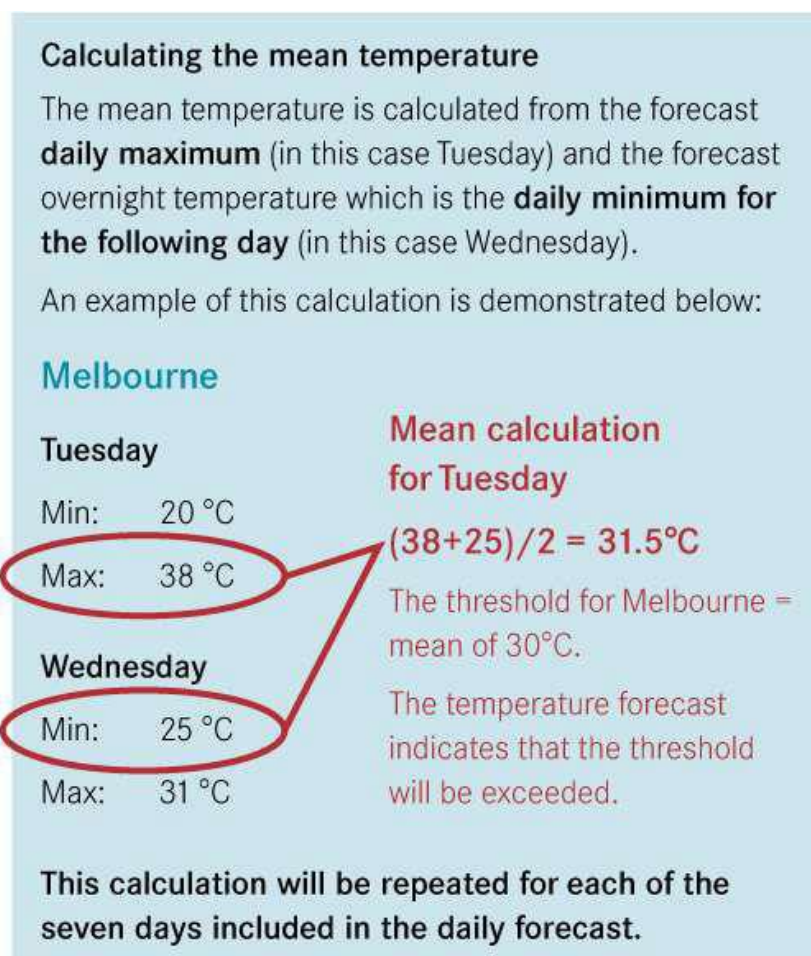 Calculating the mean temperature
The mean temperature is calculated from the forecast
daily maximum (in this case Tuesday) and the forecast
overnight temperature which is the daily minimum for
the following day (in this case Wednesday).
An example of this calculation is demonstrated below:
Melbourne
Tuesday
Min: 20 °C
Max: 38 °C
Wednesday
Min: 25 °C
Max: 31 °C
Mean calculation
for Tuesday
(38+25)/2 = 31.5°C
The threshold for Melbourne =
mean of 30°C.
The temperature forecast
indicates that the threshold
will be exceeded.
This calculation will be repeated for each of the
seven days included in the daily forecast.